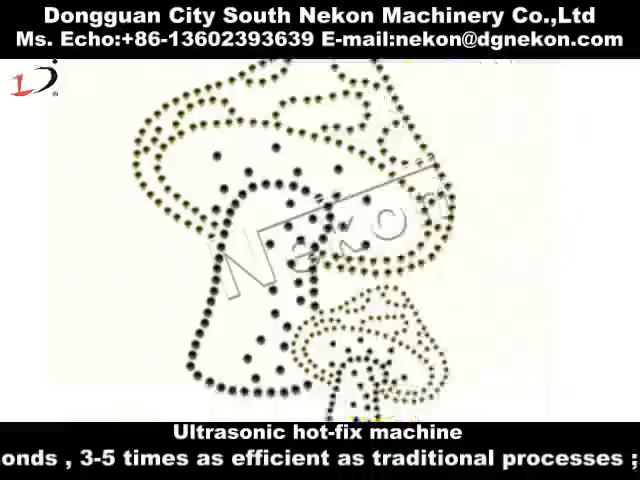 Dongguan City South Nekon Machinery Co.,Ltd
Ms. Echo:+86-13602393639 E-mail:nekon@dgnekon.com
Nekon
Ultrasonic hot-fix machine
onds , 3-5 times as efficient as traditional processes ;